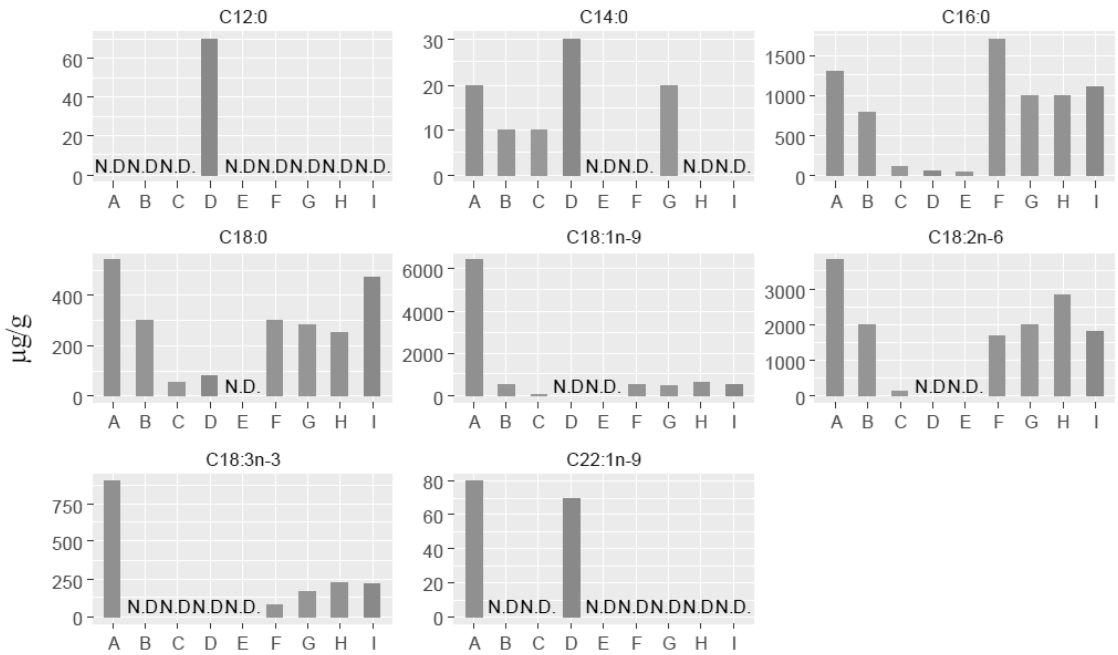 C12:0 C14:0 C16:0
60
40
20
0
N.D N.D N.D. N.D N.D N.D N.D N.D.
A B C D E F G H I
30
20
10
0
N.D N.D. N.D N.D.
A B C D E F G H I
1500
1000
500
0
A B C D E F G H I
C18:0 C18:1n-9 C18:2n-6
µg/g
400
200
0
N.D.
A B C D E F G H I
6000
4000
2000
0
N.D N.D.
A B C D E F G H I
3000
2000
1000
0
N.D N.D.
A B C D E F G H I
C18:3n-3 C22:1n-9
750
500
250
0
N.D N.D N.D N.D.
A B C D E F G H I
80
60
40
20
0
N.D N.D. N.D N.D N.D N.D N.D.
A B C D E F G H I